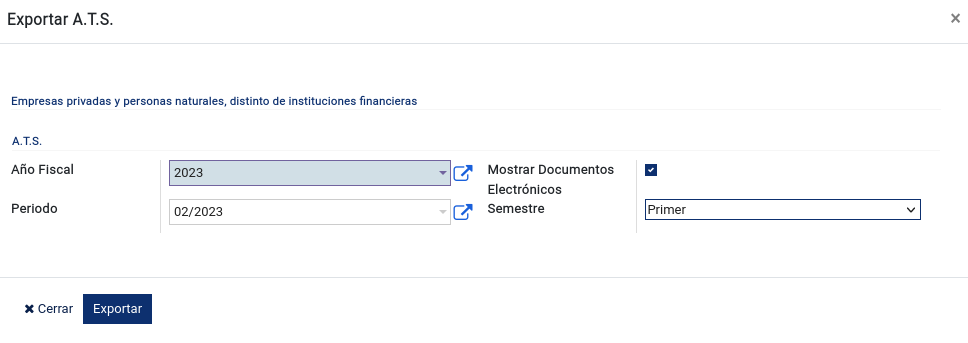 Exportar A.T.S. ×
Empresas privadas y personas naturales, distinto de instituciones financieras
A.T.S.
Año Fiscal
2023
Periodo
02/2023
Mostrar Documentos
Electrónicos
Semestre
Primer
✖ Cerrar
Exportar